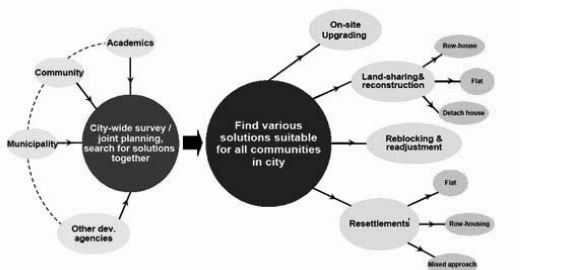 Academics
Community
Municipality
Other dev.
agencies
City-wide survey /
joint planning,
search for solutions
together
Find various
solutions suitable
for all communities
in city
On-site
Upgrading
Land-sharing&
reconstruction
Row-house
Flat
Detach house
Reblocking &
readjustment
Resettlements
Flat
Row-housing
Mixed approach